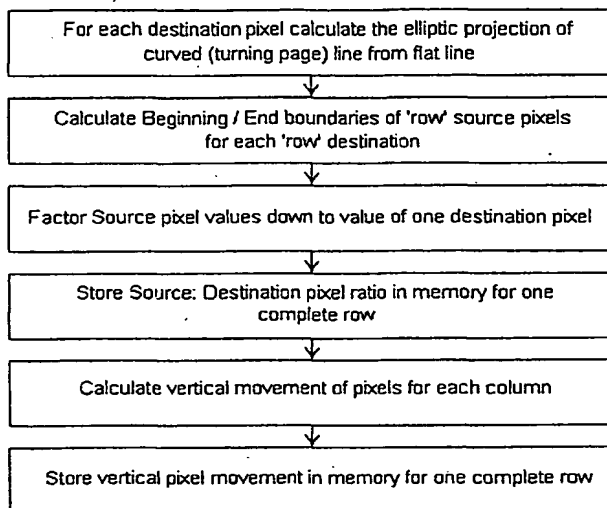 For each destination pixel calculate the elliptic projection of
curved (turning page) line from flat line
Calculate Beginning / End boundaries of 'row' source pixels
for each 'row' destination
Factor Source pixel values down to value of one destination pixel
Store Source: Destination pixel ratio in memory for one
complete row
Calculate vertical movement of pixels for each column
Store vertical pixel movement in memory for one complete row